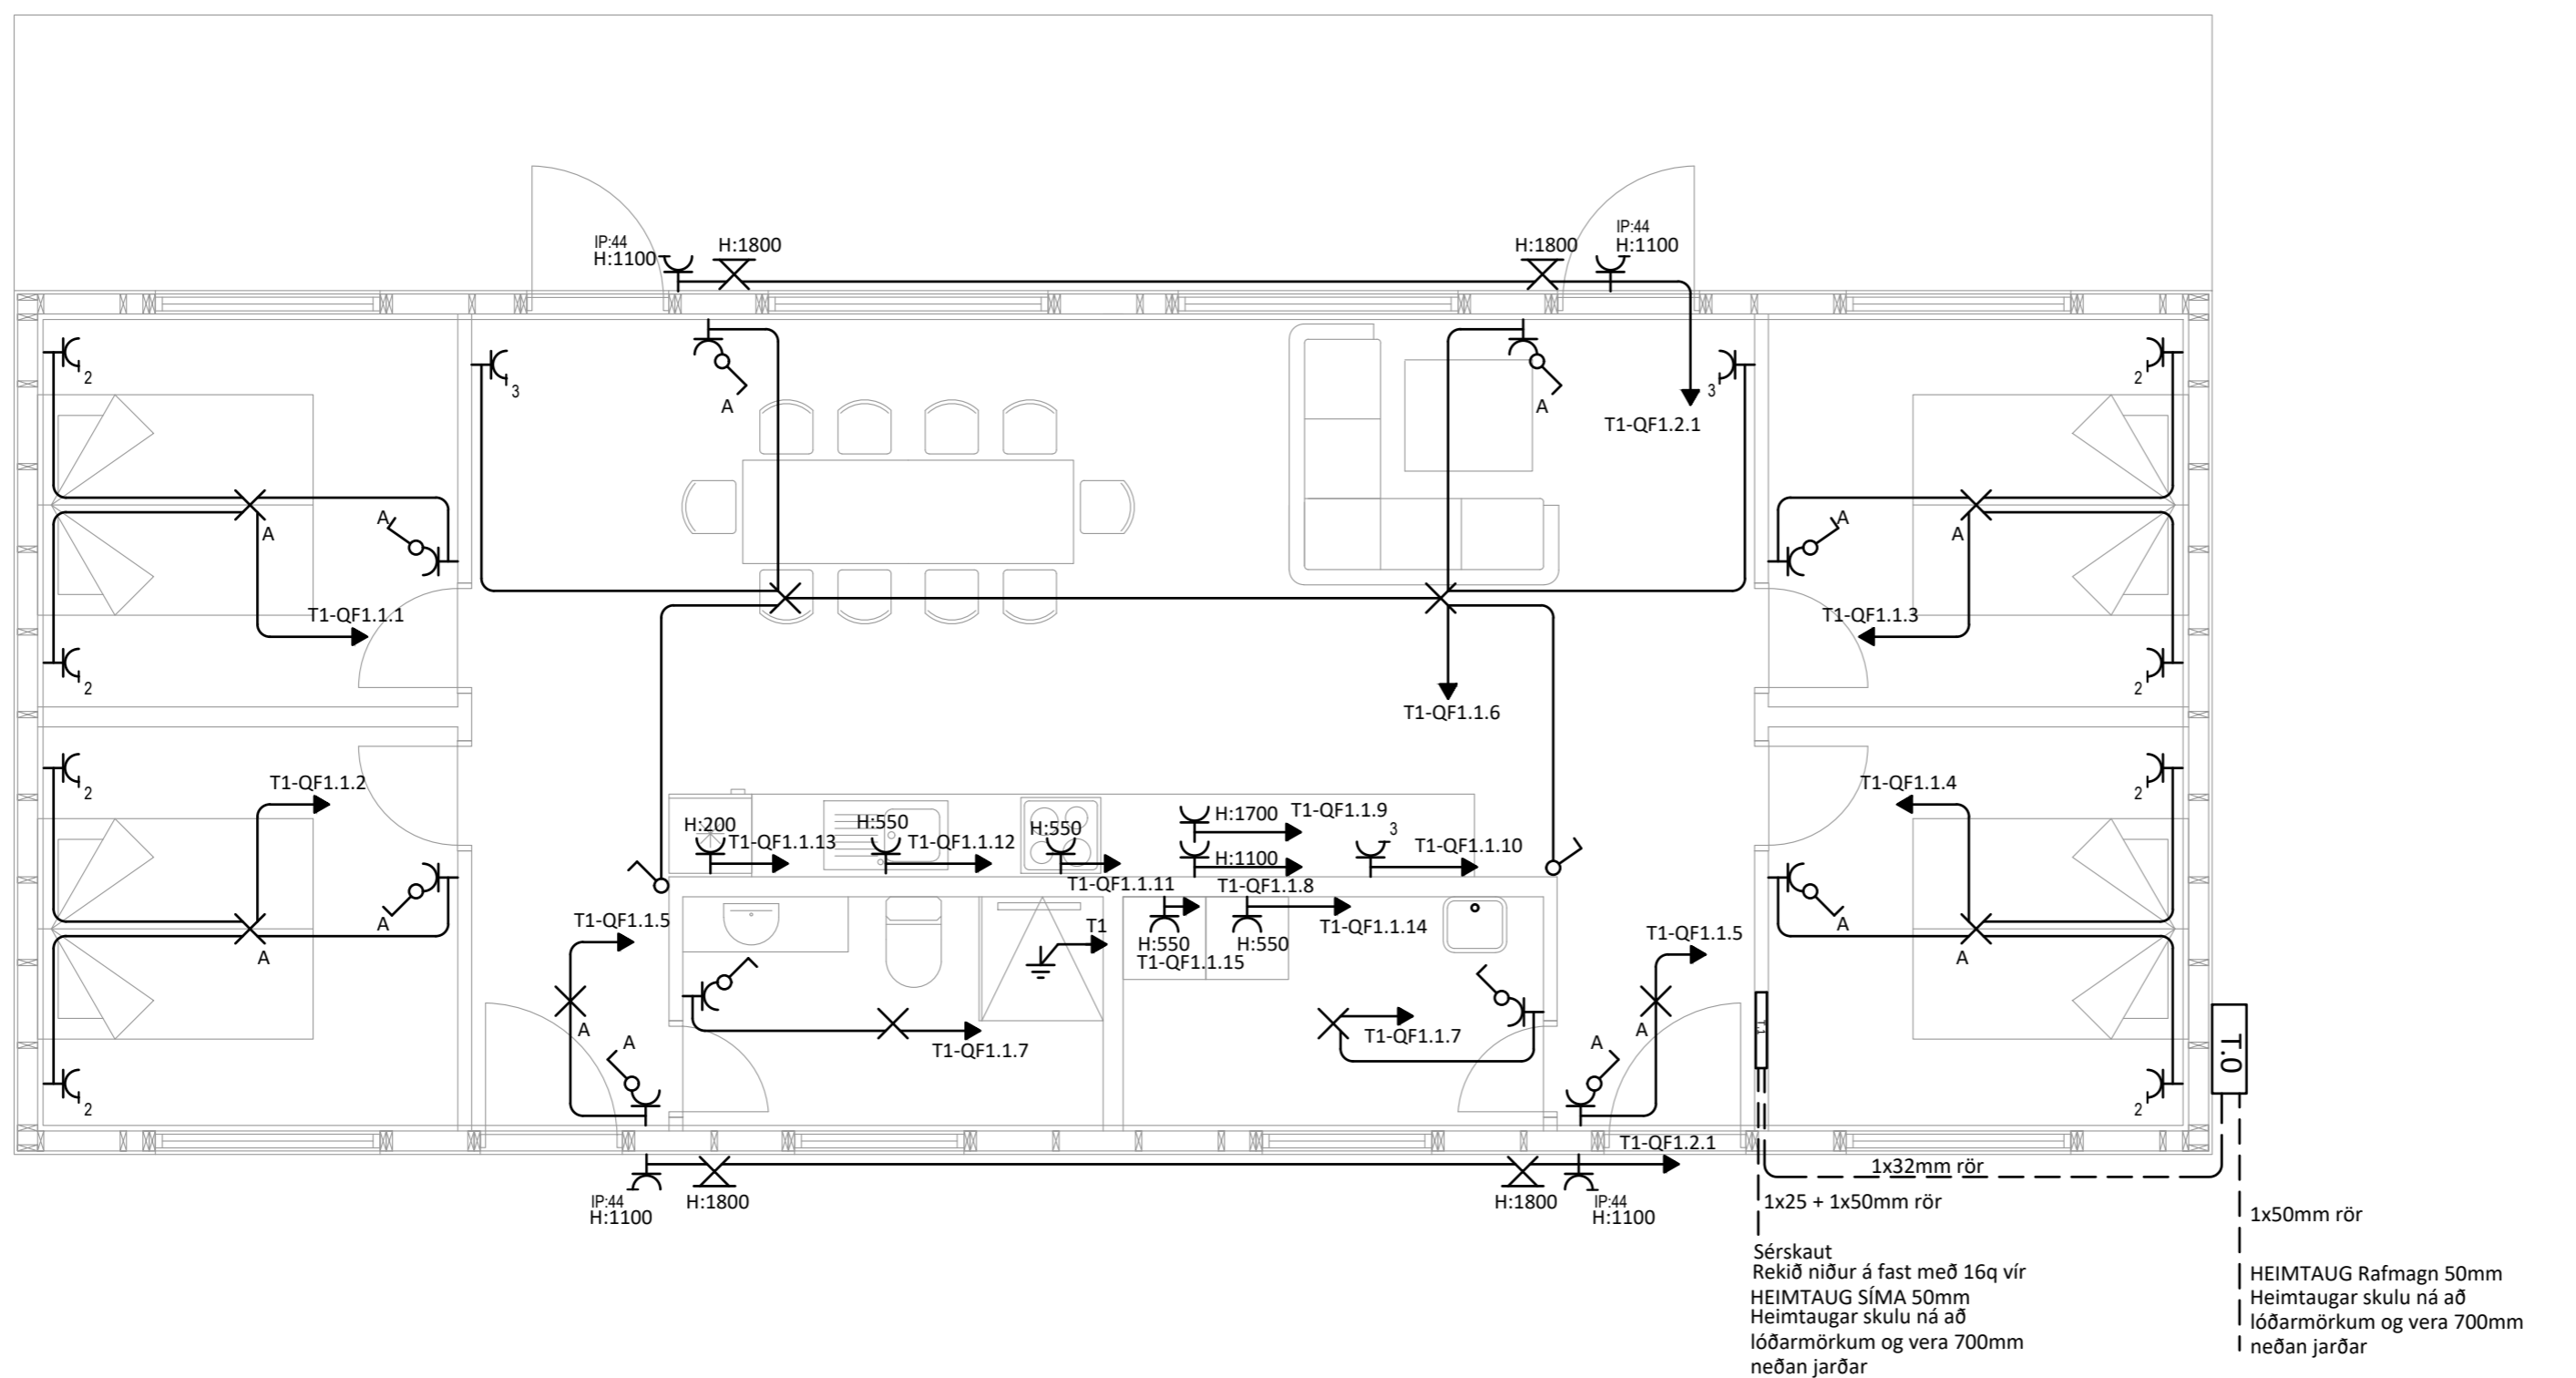 IP:44
H:1100
H:1800
H:1800
IP:44
H:1100
2
3
A
A
3
2
T1-QF1.2.1
A
A
A
A
T1-QF1.1.1
T1-QF1.1.3
2
2
T1-QF1.1.6
2
T1-QF1.1.2
T1-QF1.1.4
2
H:200
T1-QF1.1.13
H:550
T1-QF1.1.12
H:550
H:1700
T1-QF1.1.9
H:1100
3
T1-QF1.1.10
T1-QF1.1.11
T1-QF1.1.8
T1-QF1.1.5
T1
T1-QF1.1.14
T1-QF1.1.5
H:550
H:550
T1-QF1.1.15
A
A
A
A
A
A
A
A
T1-QF1.1.7
T1-QF1.1.7
T.1
T.0
2
2
T1-QF1.2.1
IP:44
H:1100
H:1800
H:1800
IP:44
H:1100
1x32mm rör
1x25 + 1x50mm rör
1x50mm rör
Sérskaut
Rekið niður á fast með 16q vír
HEIMTAUG SÍMA 50mm
Heimtaugar skulu ná að
lóðarmörkum og vera 700mm
neðan jarðar
HEIMTAUG Rafmagn 50mm
Heimtaugar skulu ná að
lóðarmörkum og vera 700mm
neðan jarðar